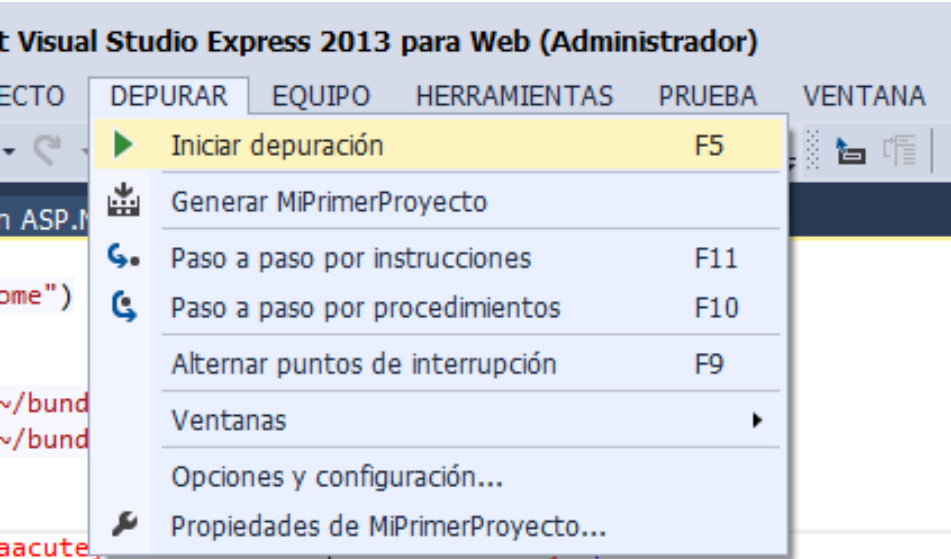 t Visual Studio Express 2013 para Web (Administrador)
ECTO DEPURAR EQUIPO HERRAMIENTAS PRUEBA VENTANA
Iniciar depuración F5
Generar MiPrimerProyecto
n ASP.N
Paso a paso por instrucciones F11
ome")
Paso a paso por procedimientos F10
Alternar puntos de interrupción F9
~/bund
Ventanas
~/bund
Opciones y configuración...
Propiedades de MiPrimerProyecto...
aacute